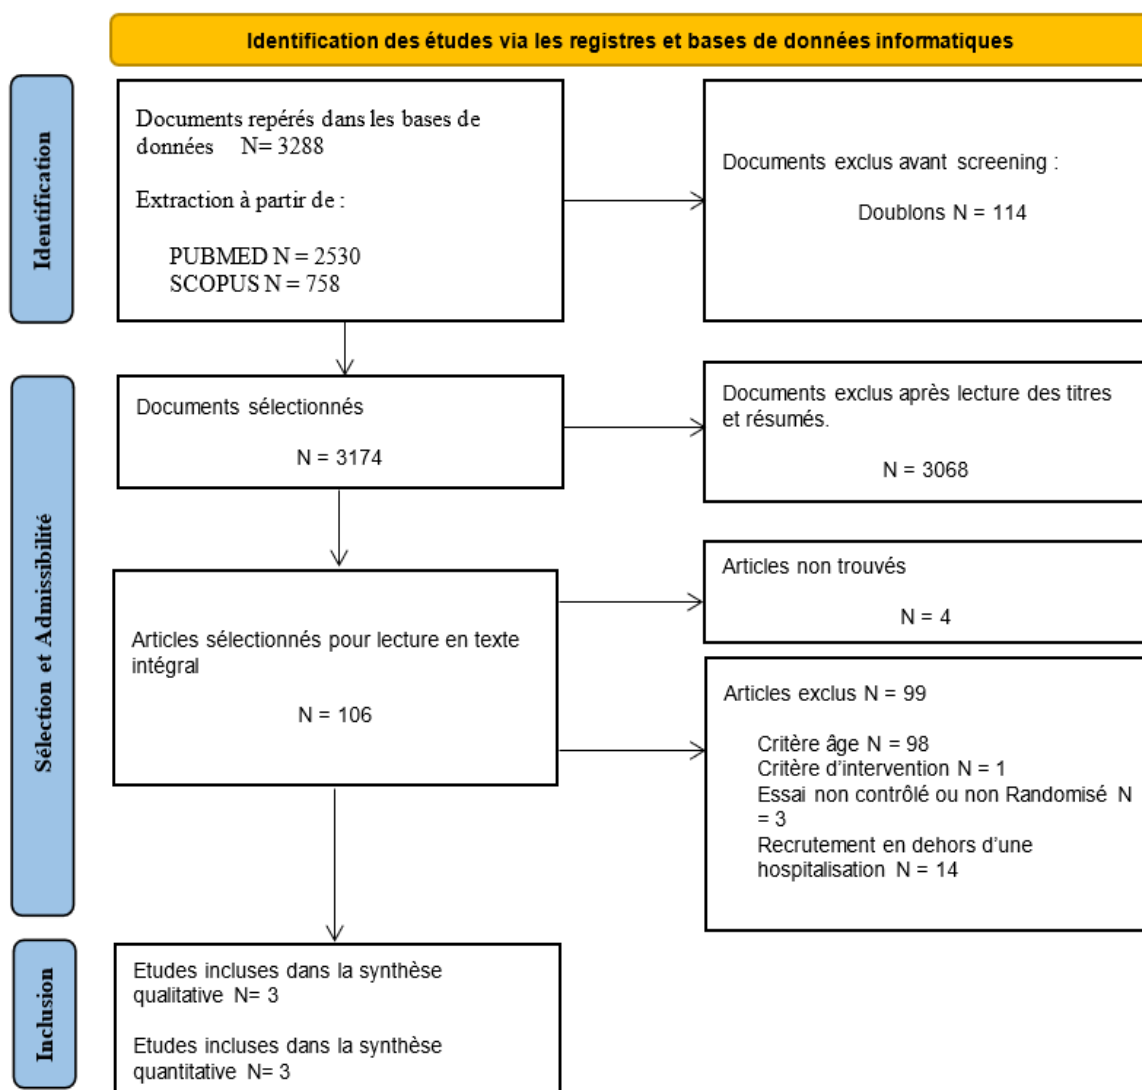 Identification des études via les registres et bases de données informatiques
Identification
Documents repérés dans les bases de
données N= 3288
Extraction à partir de :
PUBMED N = 2530
SCOPUS N = 758
Documents exclus avant screening :
Doublons N = 114
Sélection et Admissibilité
Documents sélectionnés
N = 3174
Documents exclus après lecture des titres
et résumés.
N = 3068
Articles sélectionnés pour lecture en texte
intégral
N = 106
Articles non trouvés
N = 4
Articles exclus N = 99
Critère âge N = 98
Critère d'intervention N = 1
Essai non contrôlé ou non Randomisé N
= 3
Recrutement en dehors d'une
hospitalisation N = 14
Inclusion
Etudes incluses dans la synthèse
qualitative N= 3
Etudes incluses dans la synthèse
quantitative N= 3